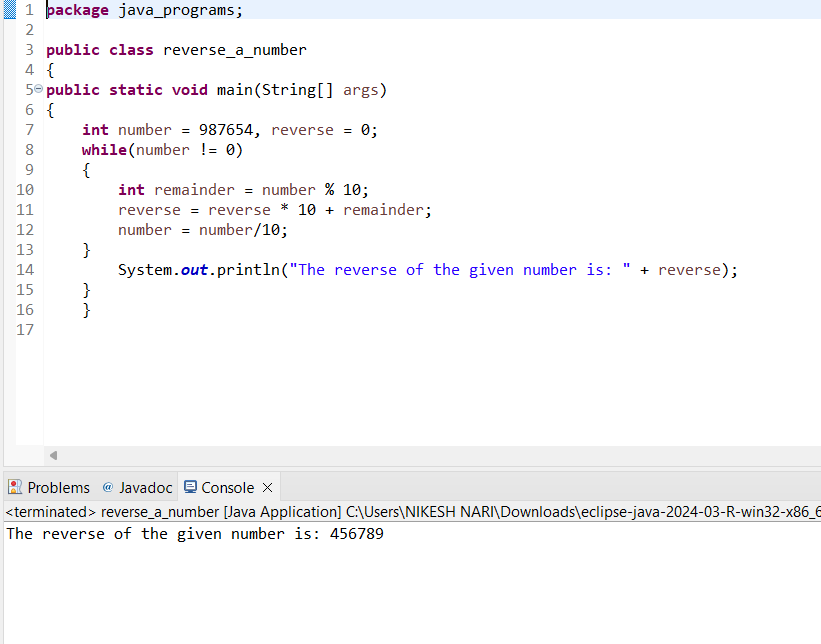 1 package java_programs;
2
3 public class reverse_a_number
4 {
5 public static void main(String[] args)
6 {
7     int number = 987654, reverse = 0;
8     while(number != 0)
9     {
10         int remainder = number % 10;
11         reverse = reverse * 10 + remainder;
12         number = number/10;
13     }
14         System.out.println("The reverse of the given number is: " + reverse);
15     }
16     }
17
Problems @ Javadoc Console
<terminated> reverse_a_number [Java Application] C:\Users\NIKESH NARI\Downloads\eclipse-java-2024-03-R-win32-x86_6
The reverse of the given number is: 456789